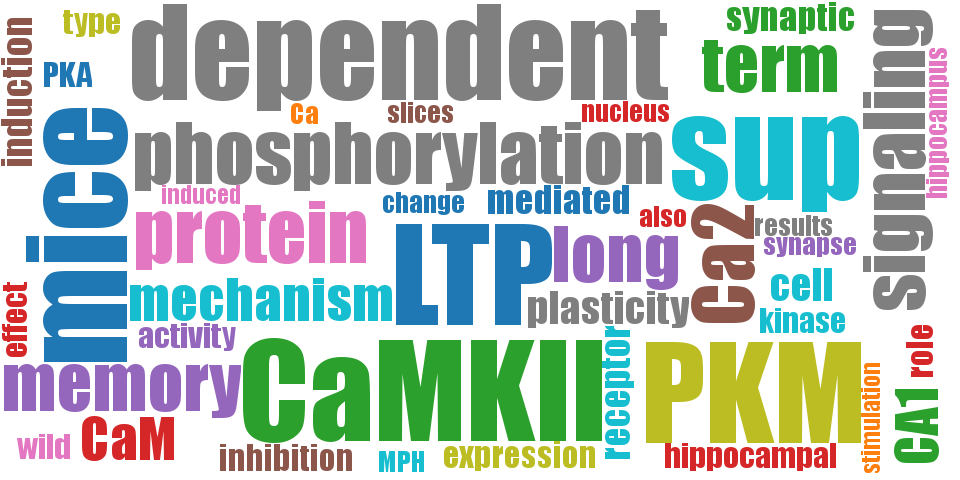 type
dependent
synaptic
induction
PKA
term
signaling
hippocampus
Ca
slices
nucleus
mice
phosphorylation
sup
induced
change
mediated
also
protein
Ca2
results
synapse
LTP
long
mechanism
plasticity
cell
kinase
effect
activity
receptor
role
memory
CaMKII
PKM
stimulation
CA1
wild
CaM
inhibition
MPH
expression
hippocampal